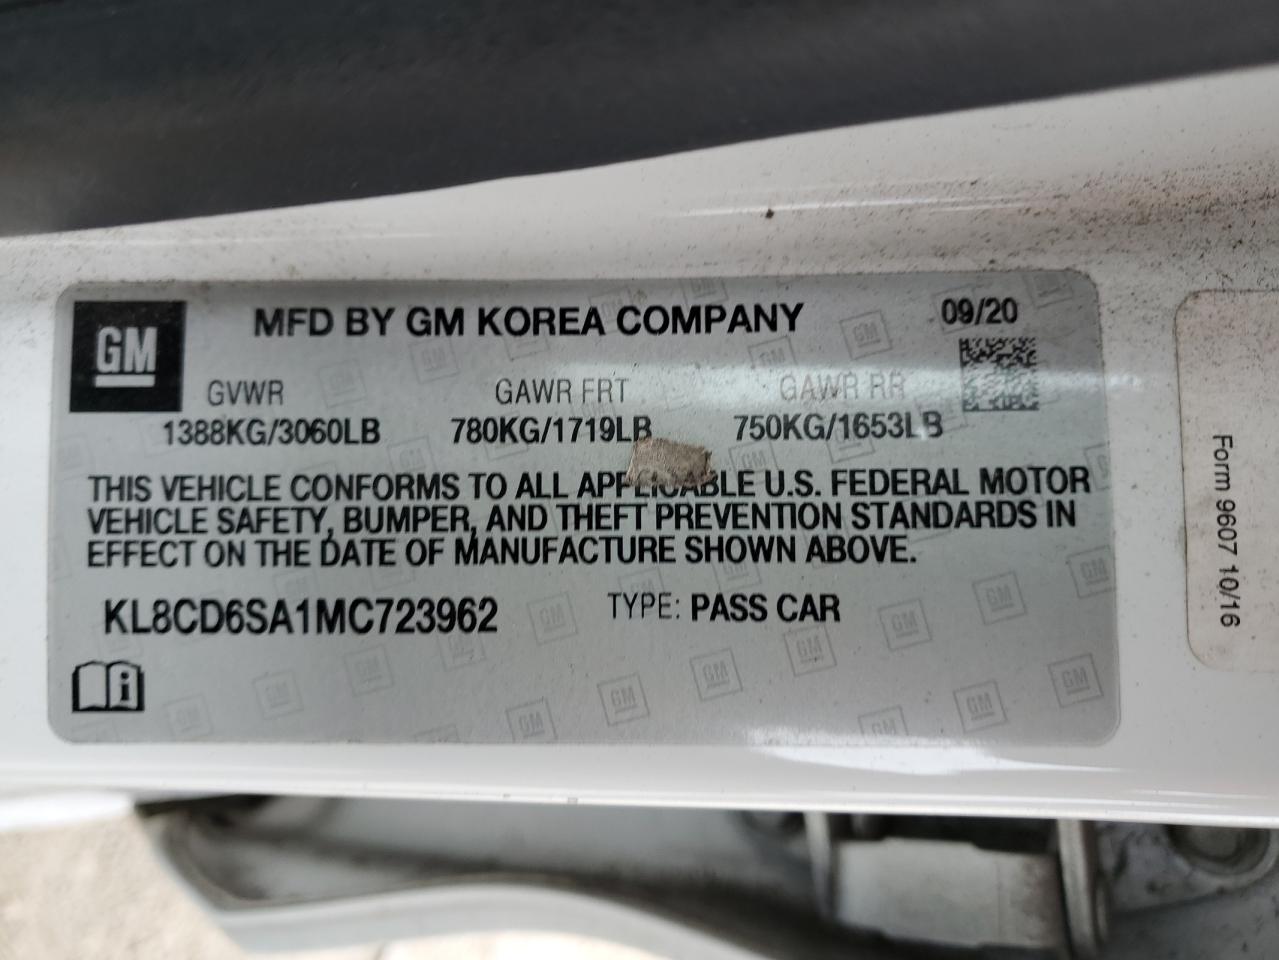 GM
MFD BY GM KOREA COMPANY
09/20
GVWR GAWR FRT GAWR RR
1388KG/3060LB 780KG/1719LB 750KG/1653LB
THIS VEHICLE CONFORMS TO ALL APPLICABLE U.S. FEDERAL MOTOR
VEHICLE SAFETY, BUMPER, AND THEFT PREVENTION STANDARDS IN
EFFECT ON THE DATE OF MANUFACTURE SHOWN ABOVE.
KL8CD6SA1MC723962 TYPE: PASS CAR
i
Form 9607 10/16